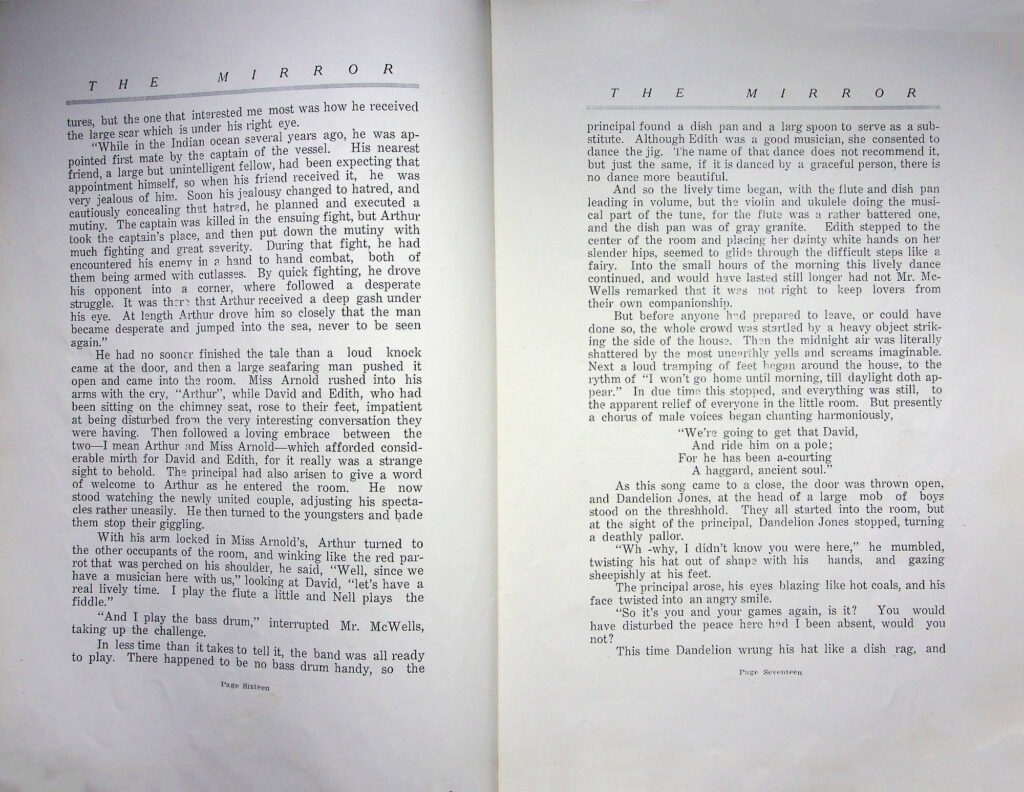 THE MIRROR
tures, but the one that interested me most was how he received
the large scar which is under his right eye.
"While in the Indian ocean several years ago, he was ap-
pointed first mate by the captain of the vessel. His nearest
friend, a large but unintelligent fellow, had been expecting that
appointment himself, so when his friend received it, he was
very jealous of him. Soon his jealousy changed to hatred, and
cautiously concealing that hatred, he planned and executed a
mutiny. The captain was killed in the ensuing fight, but Arthur
took the captain's place, and then put down the mutiny with
much fighting and great severity. During that fight, he had
encountered his enemy in a hand to hand combat, both of
them being armed with cutlasses. By quick fighting, he drove
his opponent into a corner, where followed a desperate
struggle. It was there that Arthur received a deep gash under
his eye. At length Arthur drove him so closely that the man
became desperate and jumped into the sea, never to be seen
again."
He had no sooner finished the tale than a loud knock
came at the door, and then a large seafaring man pushed it
open and came into the room. Miss Arnold rushed into his
arms with the cry, "Arthur", while David and Edith, who had
been sitting on the chimney seat, rose to their feet, impatient
at being disturbed from the very interesting conversation they
were having. Then followed a loving embrace between the
two—I mean Arthur and Miss Arnold—which afforded consid-
erable mirth for David and Edith, for it really was a strange
sight to behold. The principal had also arisen to give a word
of welcome to Arthur as he entered the room. He now
stood watching the newly united couple, adjusting his specta-
cles rather uneasily. He then turned to the youngsters and bade
them stop their giggling.
With his arm locked in Miss Arnold's, Arthur turned to
the other occupants of the room, and winking like the red par-
rot that was perched on his shoulder, he said, "Well, since we
have a musician here with us," looking at David, "let's have a
real lively time. I play the flute a little and Nell plays the
fiddle."
"And I play the bass drum," interrupted Mr. McWells,
taking up the challenge.
In less time than it takes to tell it, the band was all ready
to play. There happened to be no bass drum handy, so the
Page Sixteen
THE MIRROR
principal found a dish pan and a larg spoon to serve as a sub-
stitute. Although Edith was a good musician, she consented to
dance the jig. The name of that dance does not recommend it,
but just the same, if it is danced by a graceful person, there is
no dance more beautiful.
And so the lively time began, with the flute and dish pan
leading in volume, but the violin and ukulele doing the musi-
cal part of the tune, for the flute was a rather battered one,
and the dish pan was of gray granite. Edith stepped to the
center of the room and placing her dainty white hands on her
slender hips, seemed to glide through the difficult steps like a
fairy. Into the small hours of the morning this lively dance
continued, and would have lasted still longer had not Mr. Mc-
Wells remarked that it was not right to keep lovers from
their own companionship.
But before anyone had prepared to leave, or could have
done so, the whole crowd was startled by a heavy object strik-
ing the side of the house. Then the midnight air was literally
shattered by the most unearthly yells and screams imaginable.
Next a loud tramping of feet began around the house, to the
rythm of "I won't go home until morning, till daylight doth ap-
pear." In due time this stopped, and everything was still, to
the apparent relief of everyone in the little room. But presently
a chorus of male voices began chanting harmoniously,
"We're going to get that David,
And ride him on a pole;
For he has been a-courting
A haggard, ancient soul."
As this song came to a close, the door was thrown open,
and Dandelion Jones, at the head of a large mob of boys
stood on the threshhold. They all started into the room, but
at the sight of the principal, Dandelion Jones stopped, turning
a deathly pallor.
"Wh -why, I didn't know you were here," he mumbled,
twisting his hat out of shape with his hands, and gazing
sheepishly at his feet.
The principal arose, his eyes blazing like hot coals, and his
face twisted into an angry smile.
"So it's you and your games again, is it? You would
have disturbed the peace here had I been absent, would you
not?
This time Dandelion wrung his hat like a dish rag, and
Page Seventeen